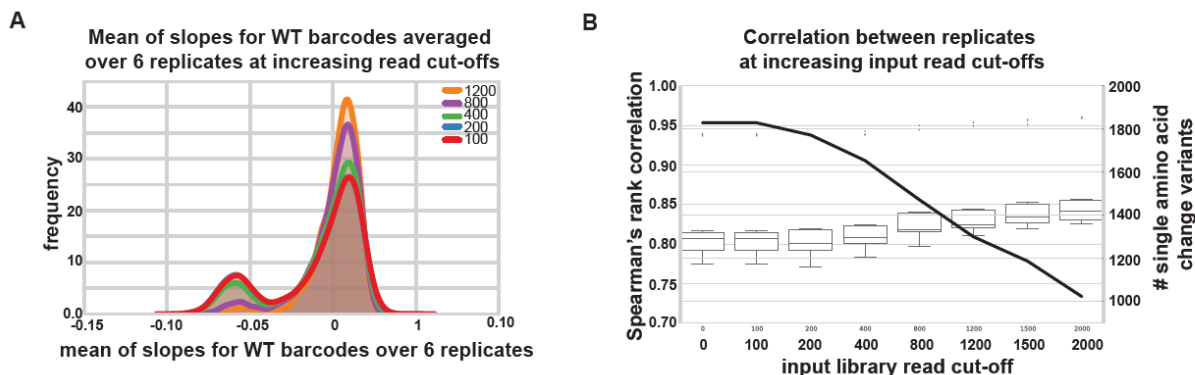 A
Mean of slopes for WT barcodes averaged
over 6 replicates at increasing read cut-offs
1200
800
400
200
100
frequency
40
30
20
10
0.0
-0.15
-0.10
-0.05
0
1
0.10
mean of slopes for WT barcodes over 6 replicates
B
Correlation between replicates
at increasing input read cut-offs
Spearman's rank correlation
1.00
0.95
0.90
0.85
0.80
0.75
0.70
2000
1800
1600
1400
1200
1000
# single amino acid
change variants
0 100 200 400 800 1200 1500 2000
0 100 200 400 800 1200 1500 2000
input library read cut-off